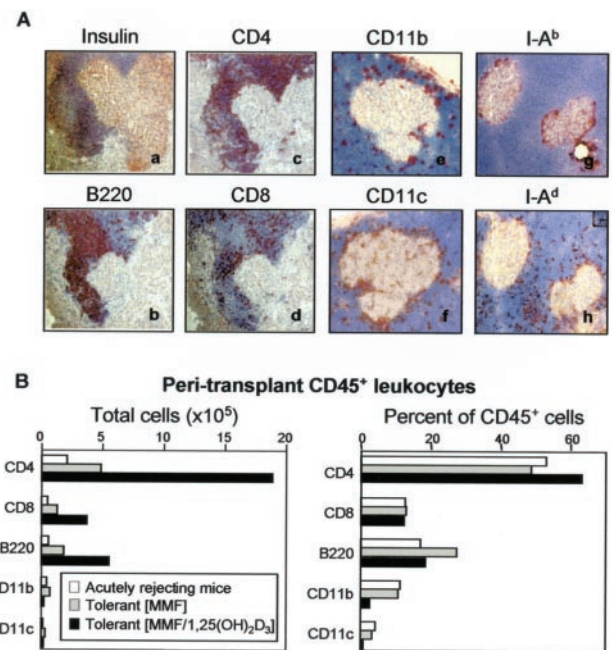 A
Insulin CD4 CD11b I-Aᵇ
a c e g
B220 CD8 CD11c I-Aᵈ
b d f h
B
Peri-transplant CD45⁺ leukocytes
Total cells (x10⁵) Percent of CD45⁺ cells
0 5 10 15 20 0 20 40 60
CD4 CD4
CD8 CD8
B220 B220
D11b CD11b
D11c CD11c
Acutely rejecting mice
Tolerant [MMF]
Tolerant [MMF/1,25(OH)₂D₃]